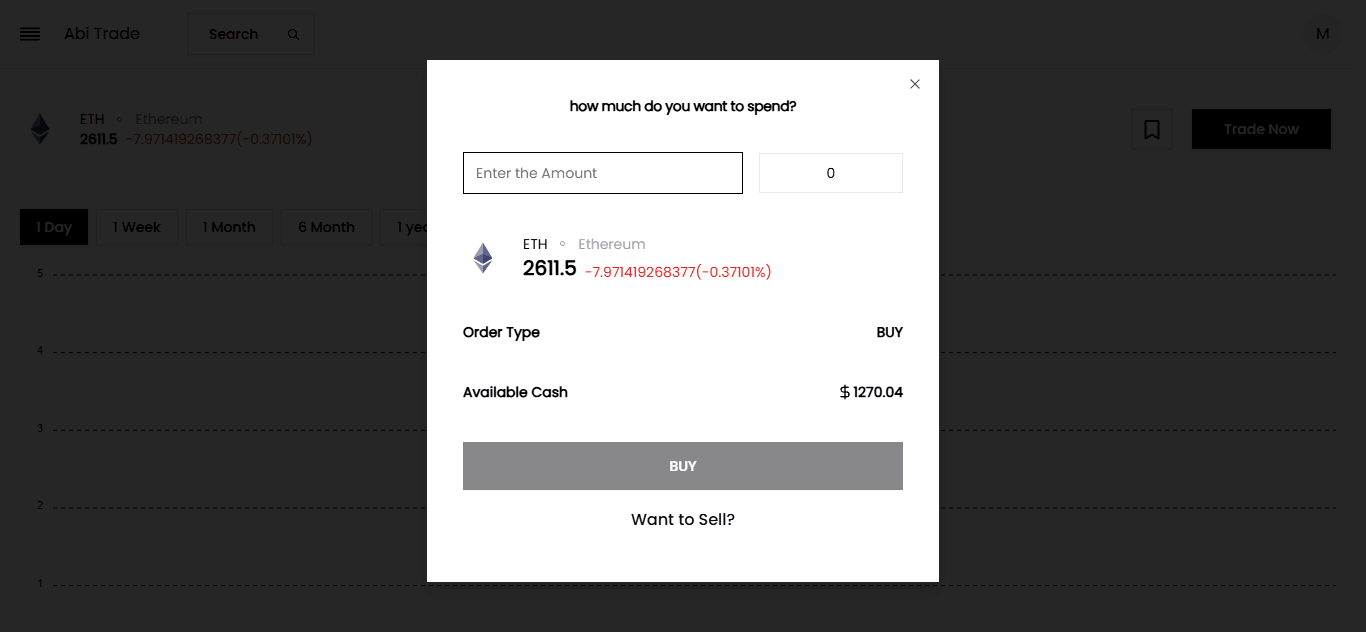 Abi Trade
Search
M
how much do you want to spend?
Enter the Amount
0
ETH Ethereum
2611.5 -7.971419268377(-0.37101%)
Order Type BUY
Available Cash $ 1270.04
BUY
Want to Sell?
ETH Ethereum
2611.5 -7.971419268377(-0.37101%)
Trade Now
1 Day
1 Week
1 Month
6 Month
1 yea
5
4
3
2
1